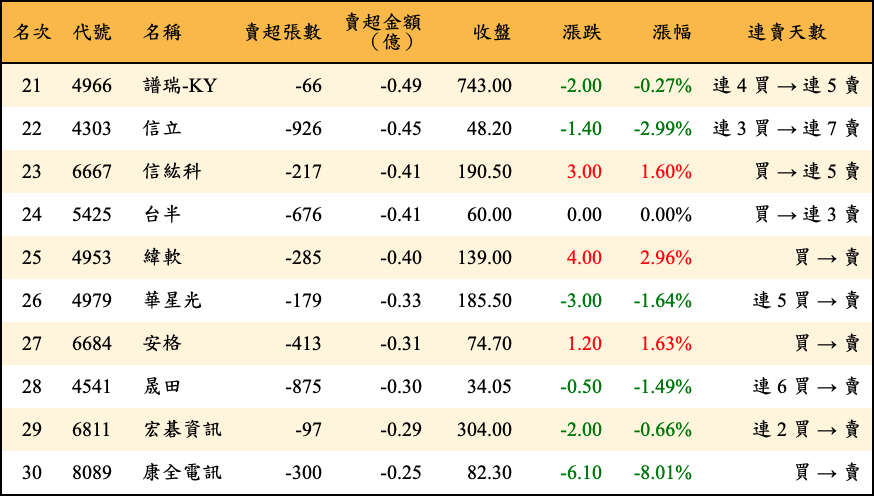 名次 代號 名稱 賣超張數 賣超金額（億） 收盤 漲跌 漲幅 連賣天數
21 4966 譜瑞-KY -66 -0.49 743.00 -2.00 -0.27% 連 4 買 → 連 5 賣
22 4303 信立 -926 -0.45 48.20 -1.40 -2.99% 連 3 買 → 連 7 賣
23 6667 信紘科 -217 -0.41 190.50 3.00 1.60% 買 → 連 5 賣
24 5425 台半 -676 -0.41 60.00 0.00 0.00% 買 → 連 3 賣
25 4953 緯軟 -285 -0.40 139.00 4.00 2.96% 買 → 賣
26 4979 華星光 -179 -0.33 185.50 -3.00 -1.64% 連 5 買 → 賣
27 6684 安格 -413 -0.31 74.70 1.20 1.63% 買 → 賣
28 4541 晟田 -875 -0.30 34.05 -0.50 -1.49% 連 6 買 → 賣
29 6811 宏碁資訊 -97 -0.29 304.00 -2.00 -0.66% 連 2 買 → 賣
30 8089 康全電訊 -300 -0.25 82.30 -6.10 -8.01% 買 → 賣